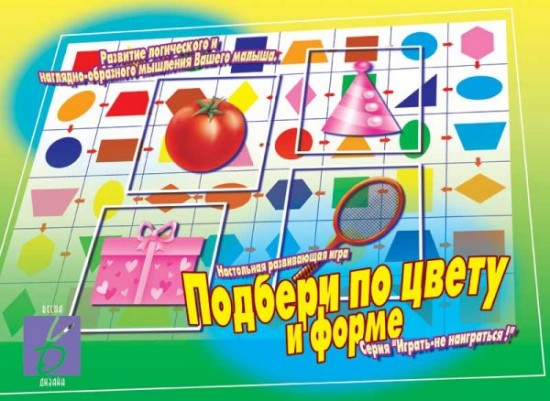 Развитие логического и
наглядно-образного мышления Вашего малыша.
Настольная развивающая игра
Подбери по цвету
и форме
Серия "Играть-не наиграться!"
ВЕСНА
ДИЗАЙН